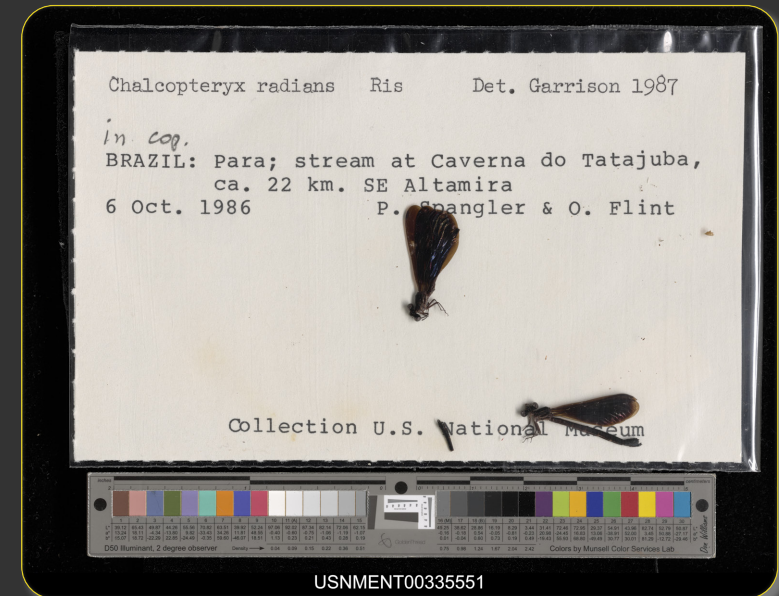 Chalcopteryx radians Ris Det. Garrison 1987
in cop.
BRAZIL: Para; stream at Caverna do Tatajuba,
ca. 22 km. SE Altamira
6 Oct. 1986 P. Spangler & O. Flint
Collection U.S. National Museum
D50 Illuminant, 2 degree observer Density Colors by Munsell Color Services Lab
USNMENT00335551